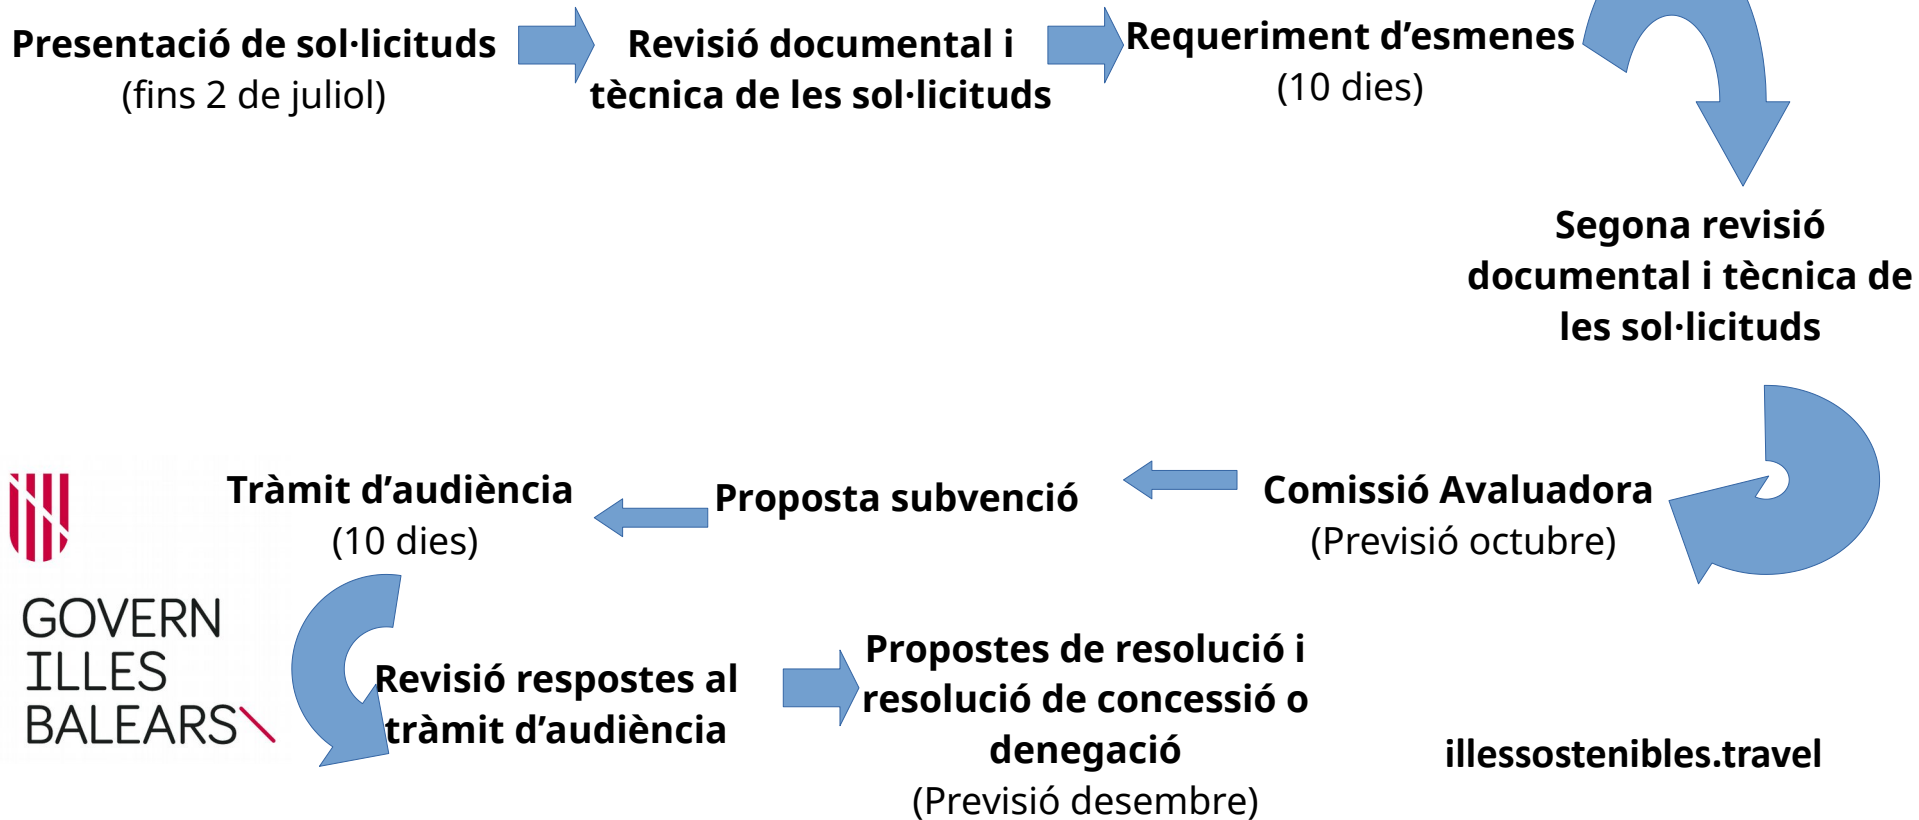 Presentació de sol·licituds
(fins 2 de juliol)
Revisió documental i
tècnica de les sol·licituds
Requeriment d’esmenes
(10 dies)
Segona revisió
documental i tècnica de
les sol·licituds
Comissió Avaluadora
(Previsió octubre)
Proposta subvenció
Tràmit d’audiència
(10 dies)
Revisió respostes al
tràmit d’audiència
Propostes de resolució i
resolució de concessió o
denegació
(Previsió desembre)
GOVERN
ILLES
BALEARS
illessostenibles.travel